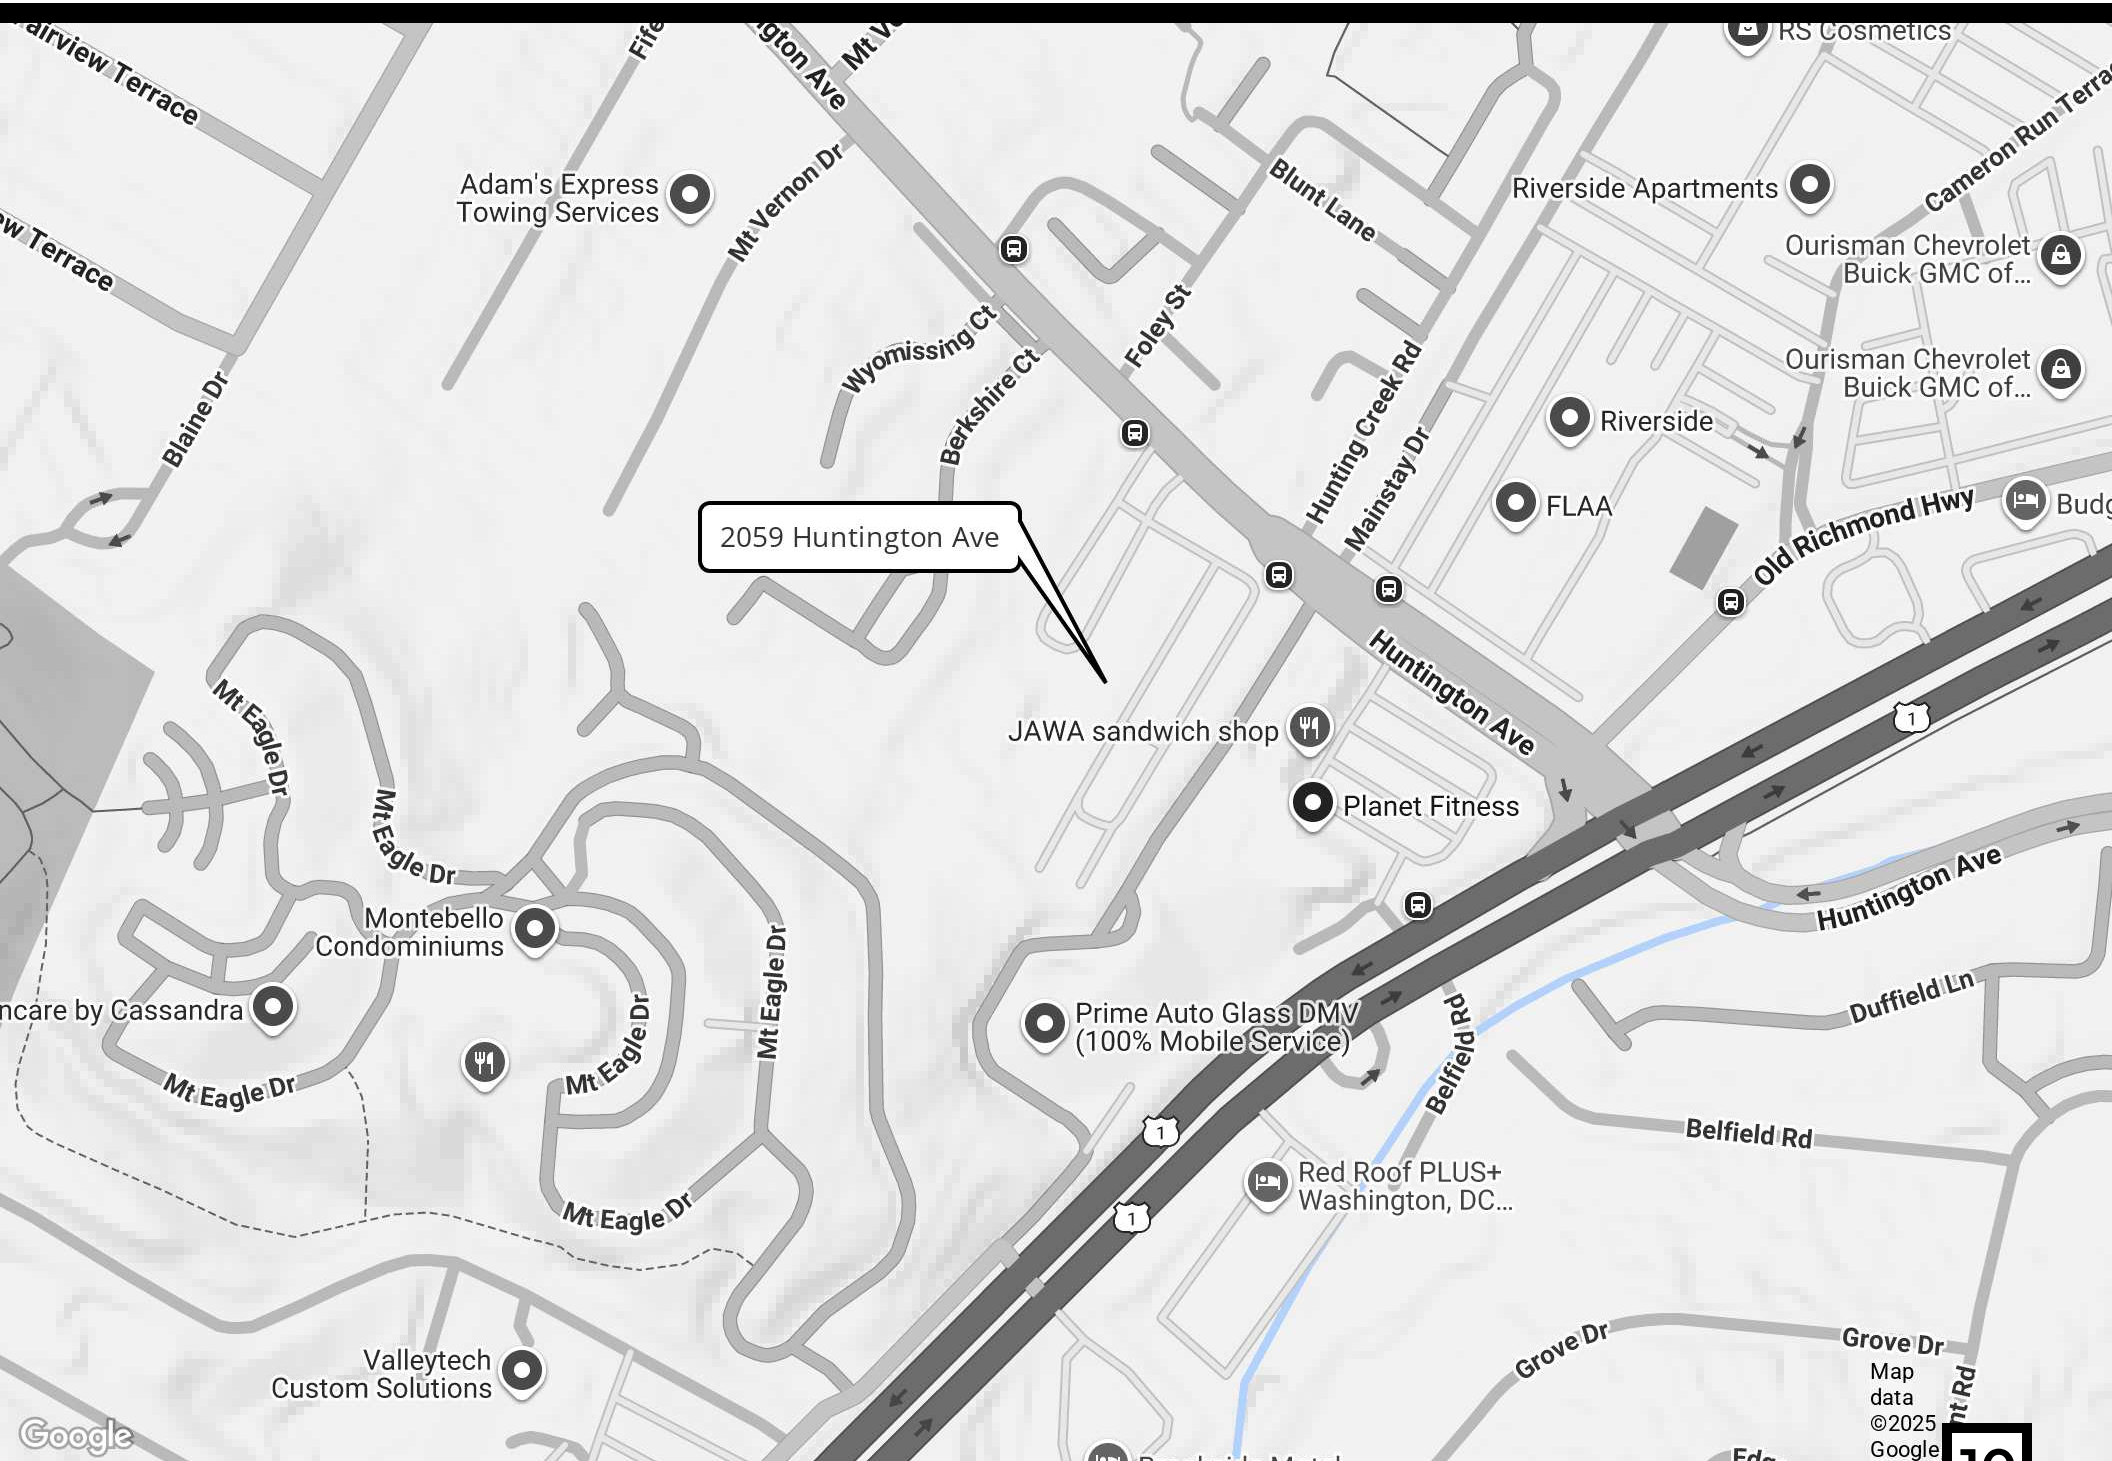 RS Cosmetics
Fairview Terrace
Fife
Huntington Ave
Adam's Express
Towing Services
Mt Vernon Dr
Blunt Lane
Riverside Apartments
Cameron Run Terrace
Ourisman Chevrolet
Buick GMC of...
Terrace
Wyomissing Ct
Foley St
Berkshire Ct
Hunting Creek Rd
Mainstay Dr
Ourisman Chevrolet
Buick GMC of...
Riverside
Blaine Dr
FLAA
Old Richmond Hwy
2059 Huntington Ave
Huntington Ave
1
Mt Eagle Dr
JAWA sandwich shop
Planet Fitness
Mt Eagle Dr
Huntington Ave
Montebello
Condominiums
Mt Eagle Dr
Duffield Ln
ncare by Cassandra
Mt Eagle Dr
Prime Auto Glass DMV
(100% Mobile Service)
Belfield Rd
Mt Eagle Dr
1
Belfield Rd
Red Roof PLUS+
Washington, DC...
Mt Eagle Dr
1
Grove Dr
Grove Dr
Valleytech
Custom Solutions
Map
data
©2025
Google
Google